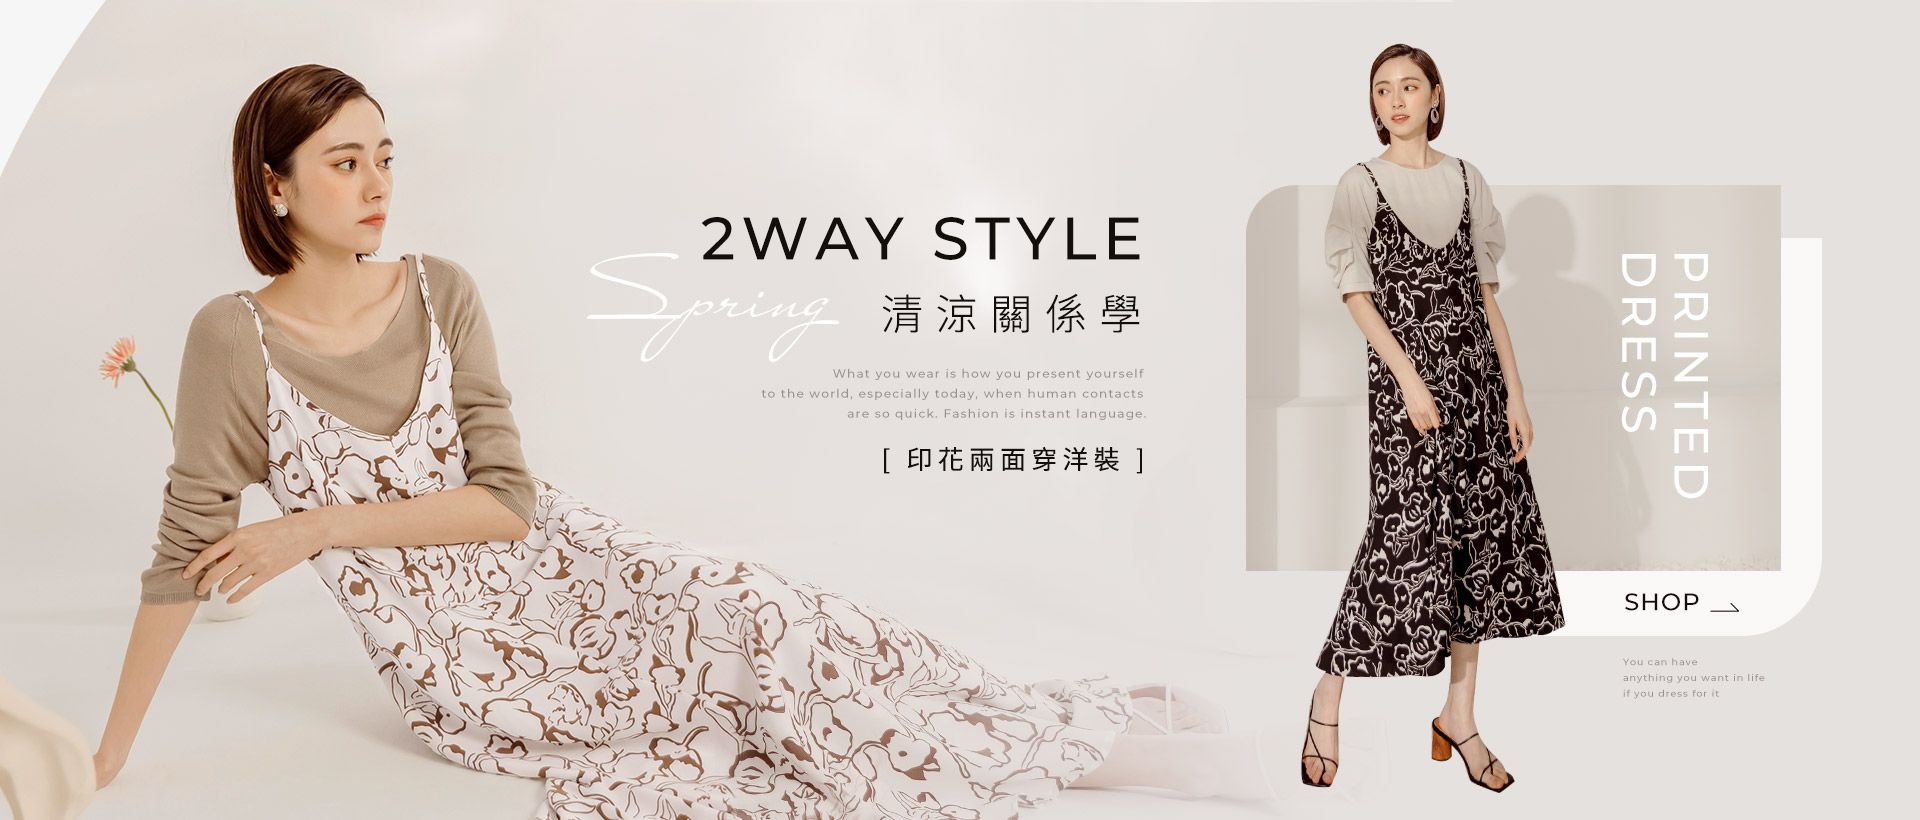 2WAY STYLE
Spring
清涼關係學
What you wear is how you present yourself
to the world, especially today, when human contacts
are so quick. Fashion is instant language.
[ 印花兩面穿洋裝 ]
PRINTED
DRESS
SHOP
You can have
anything you want in life
if you dress for it